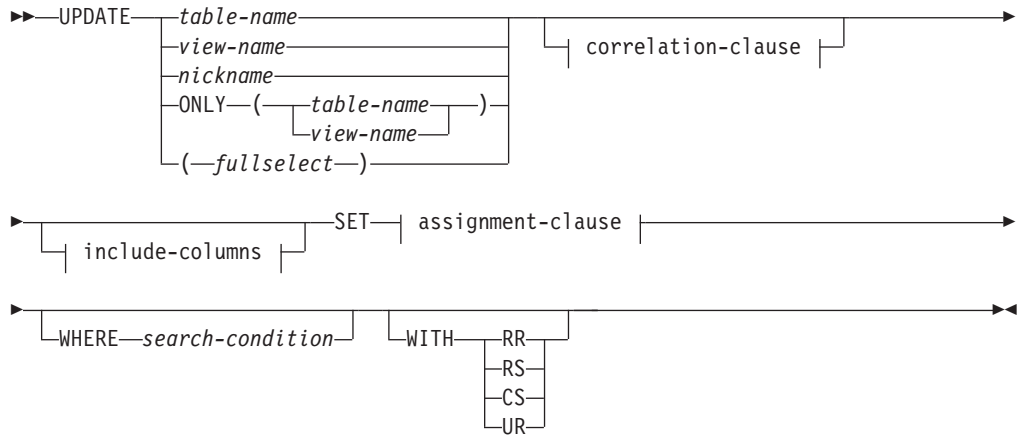 UPDATE table-name
view-name
nickname
ONLY ( table-name )
view-name
( fullselect )
correlation-clause
include-columns
SET assignment-clause
WHERE search-condition
WITH RR
RS
CS
UR